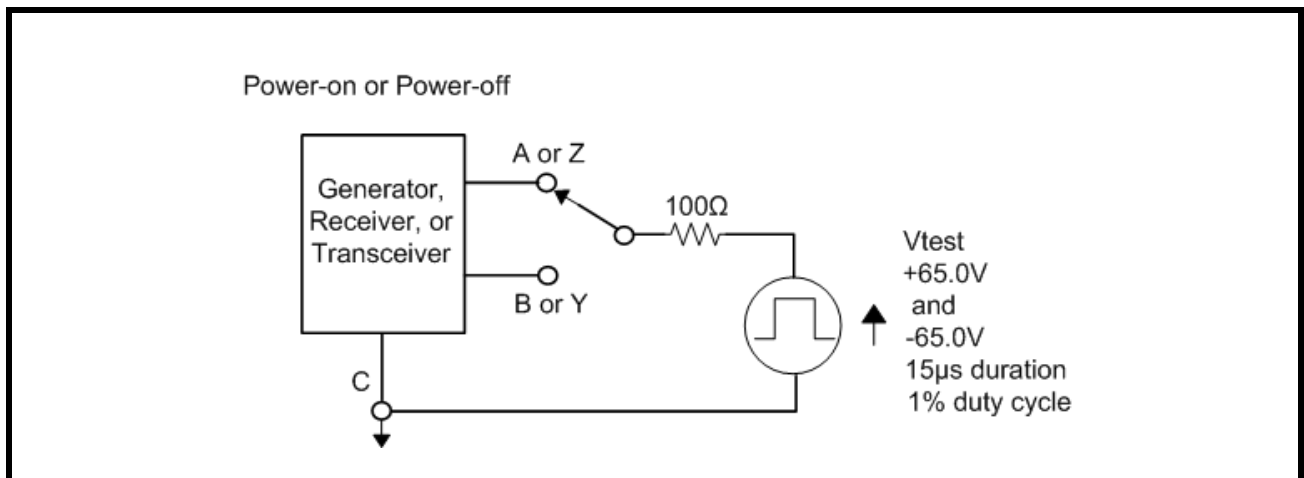 Power-on or Power-off
A or Z
Generator,
Receiver, or
Transceiver
100Ω
B or Y
C
Vtest
+65.0V
and
-65.0V
15μs duration
1% duty cycle